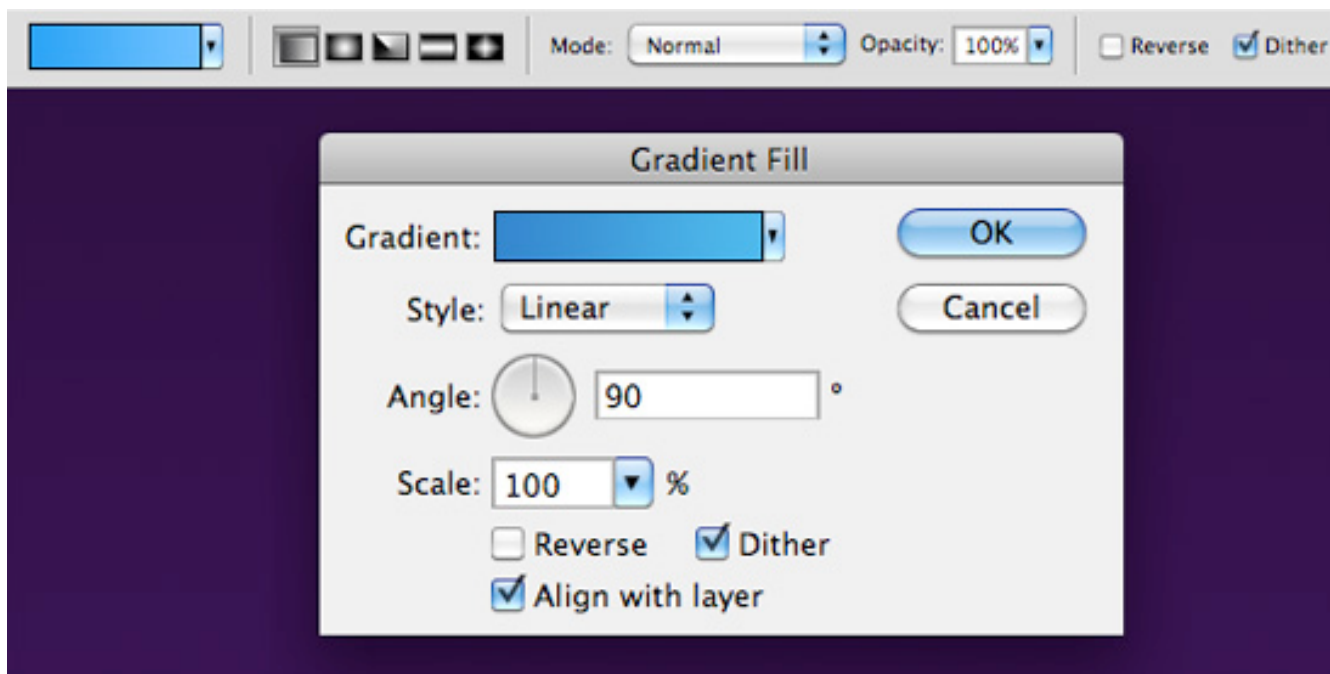 Mode: Normal Opacity: 100% Reverse Dither
Gradient Fill
Gradient: OK
Style: Linear Cancel
Angle: 90 °
Scale: 100 %
Reverse Dither
Align with layer